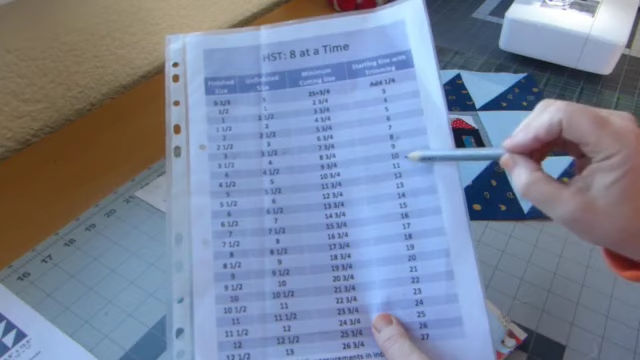 HST: 8 at a Time
Finished Size Unfinished Size Minimum Cutting Size Starting Size with Trimming
S-1/2 S 2S+3/4 Add 1/4
1/2 1 2 3/4 3
1 1 1/2 3 3/4 4
1 1/2 2 4 3/4 5
2 2 1/2 5 3/4 6
2 1/2 3 6 3/4 7
3 3 1/2 7 3/4 8
3 1/2 4 8 3/4 9
4 4 1/2 9 3/4 10
4 1/2 5 10 3/4 11
5 5 1/2 11 3/4 12
5 1/2 6 12 3/4 13
6 6 1/2 13 3/4 14
6 1/2 7 14 3/4 15
7 7 1/2 15 3/4 16
7 1/2 8 16 3/4 17
8 8 1/2 17 3/4 18
8 1/2 9 18 3/4 19
9 9 1/2 19 3/4 20
9 1/2 10 20 3/4 21
10 10 1/2 21 3/4 22
10 1/2 11 22 3/4 23
11 11 1/2 23 3/4 24
11 1/2 12 24 3/4 25
12 12 1/2 25 3/4 26
12 1/2 13 26 3/4 27
measurements in
16 17 18 19